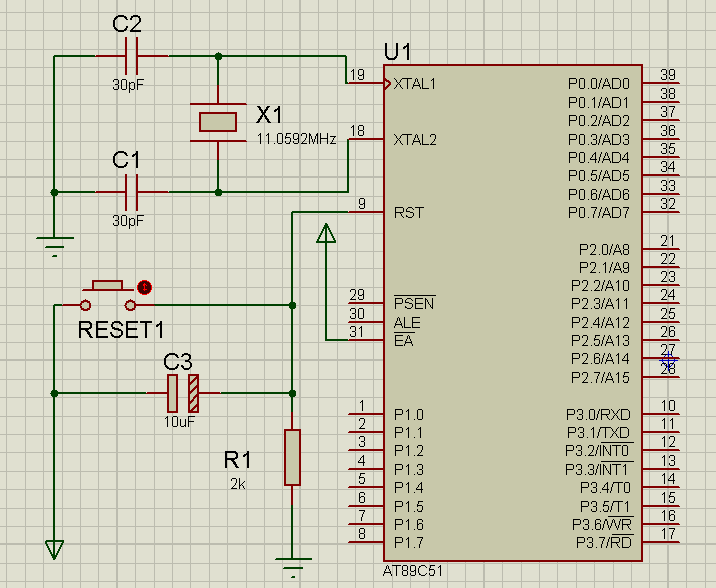 C2
30pF
X1
11.0592MHz
C1
30pF
RESET1
C3
10uF
R1
2k
U1
19 XTAL1 P0.0/AD0 39
P0.1/AD1 38
P0.2/AD2 37
18 XTAL2 P0.3/AD3 36
P0.4/AD4 35
P0.5/AD5 34
P0.6/AD6 33
9 RST P0.7/AD7 32
P2.0/A8 21
P2.1/A9 22
P2.2/A10 23
29 PSEN P2.3/A11 24
30 ALE P2.4/A12 25
31 EA P2.5/A13 26
P2.6/A14 27
P2.7/A15 28
1 P1.0 P3.0/RXD 10
2 P1.1 P3.1/TXD 11
3 P1.2 P3.2/INT0 12
4 P1.3 P3.3/INT1 13
5 P1.4 P3.4/T0 14
6 P1.5 P3.5/T1 15
7 P1.6 P3.6/WR 16
8 P1.7 P3.7/RD 17
AT89C51